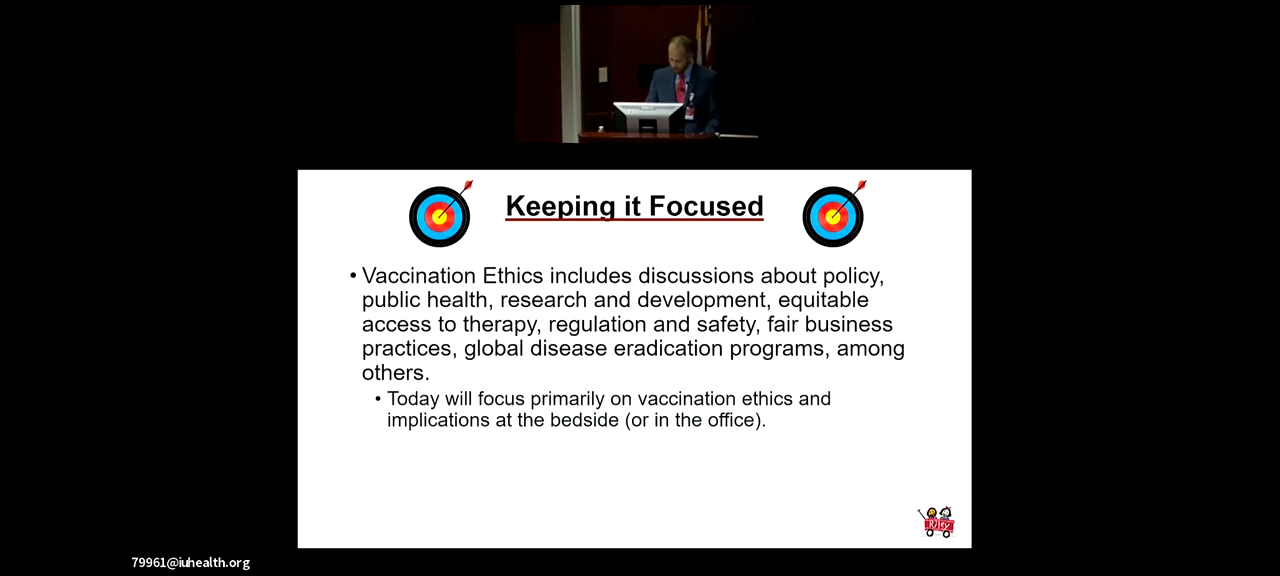 Keeping it Focused
• Vaccination Ethics includes discussions about policy,
public health, research and development, equitable
access to therapy, regulation and safety, fair business
practices, global disease eradication programs, among
others.
• Today will focus primarily on vaccination ethics and
implications at the bedside (or in the office).
Riley
79961@iuhealth.org